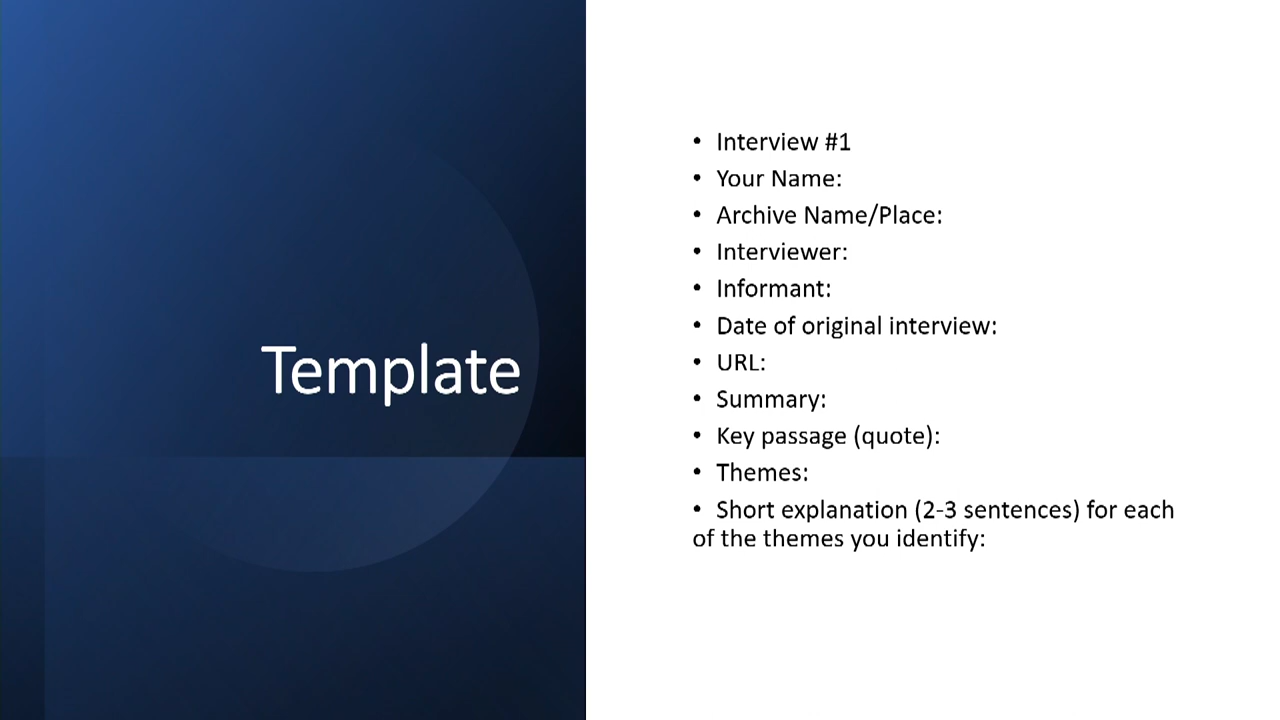 Template
• Interview #1
• Your Name:
• Archive Name/Place:
• Interviewer:
• Informant:
• Date of original interview:
• URL:
• Summary:
• Key passage (quote):
• Themes:
• Short explanation (2-3 sentences) for each
of the themes you identify: